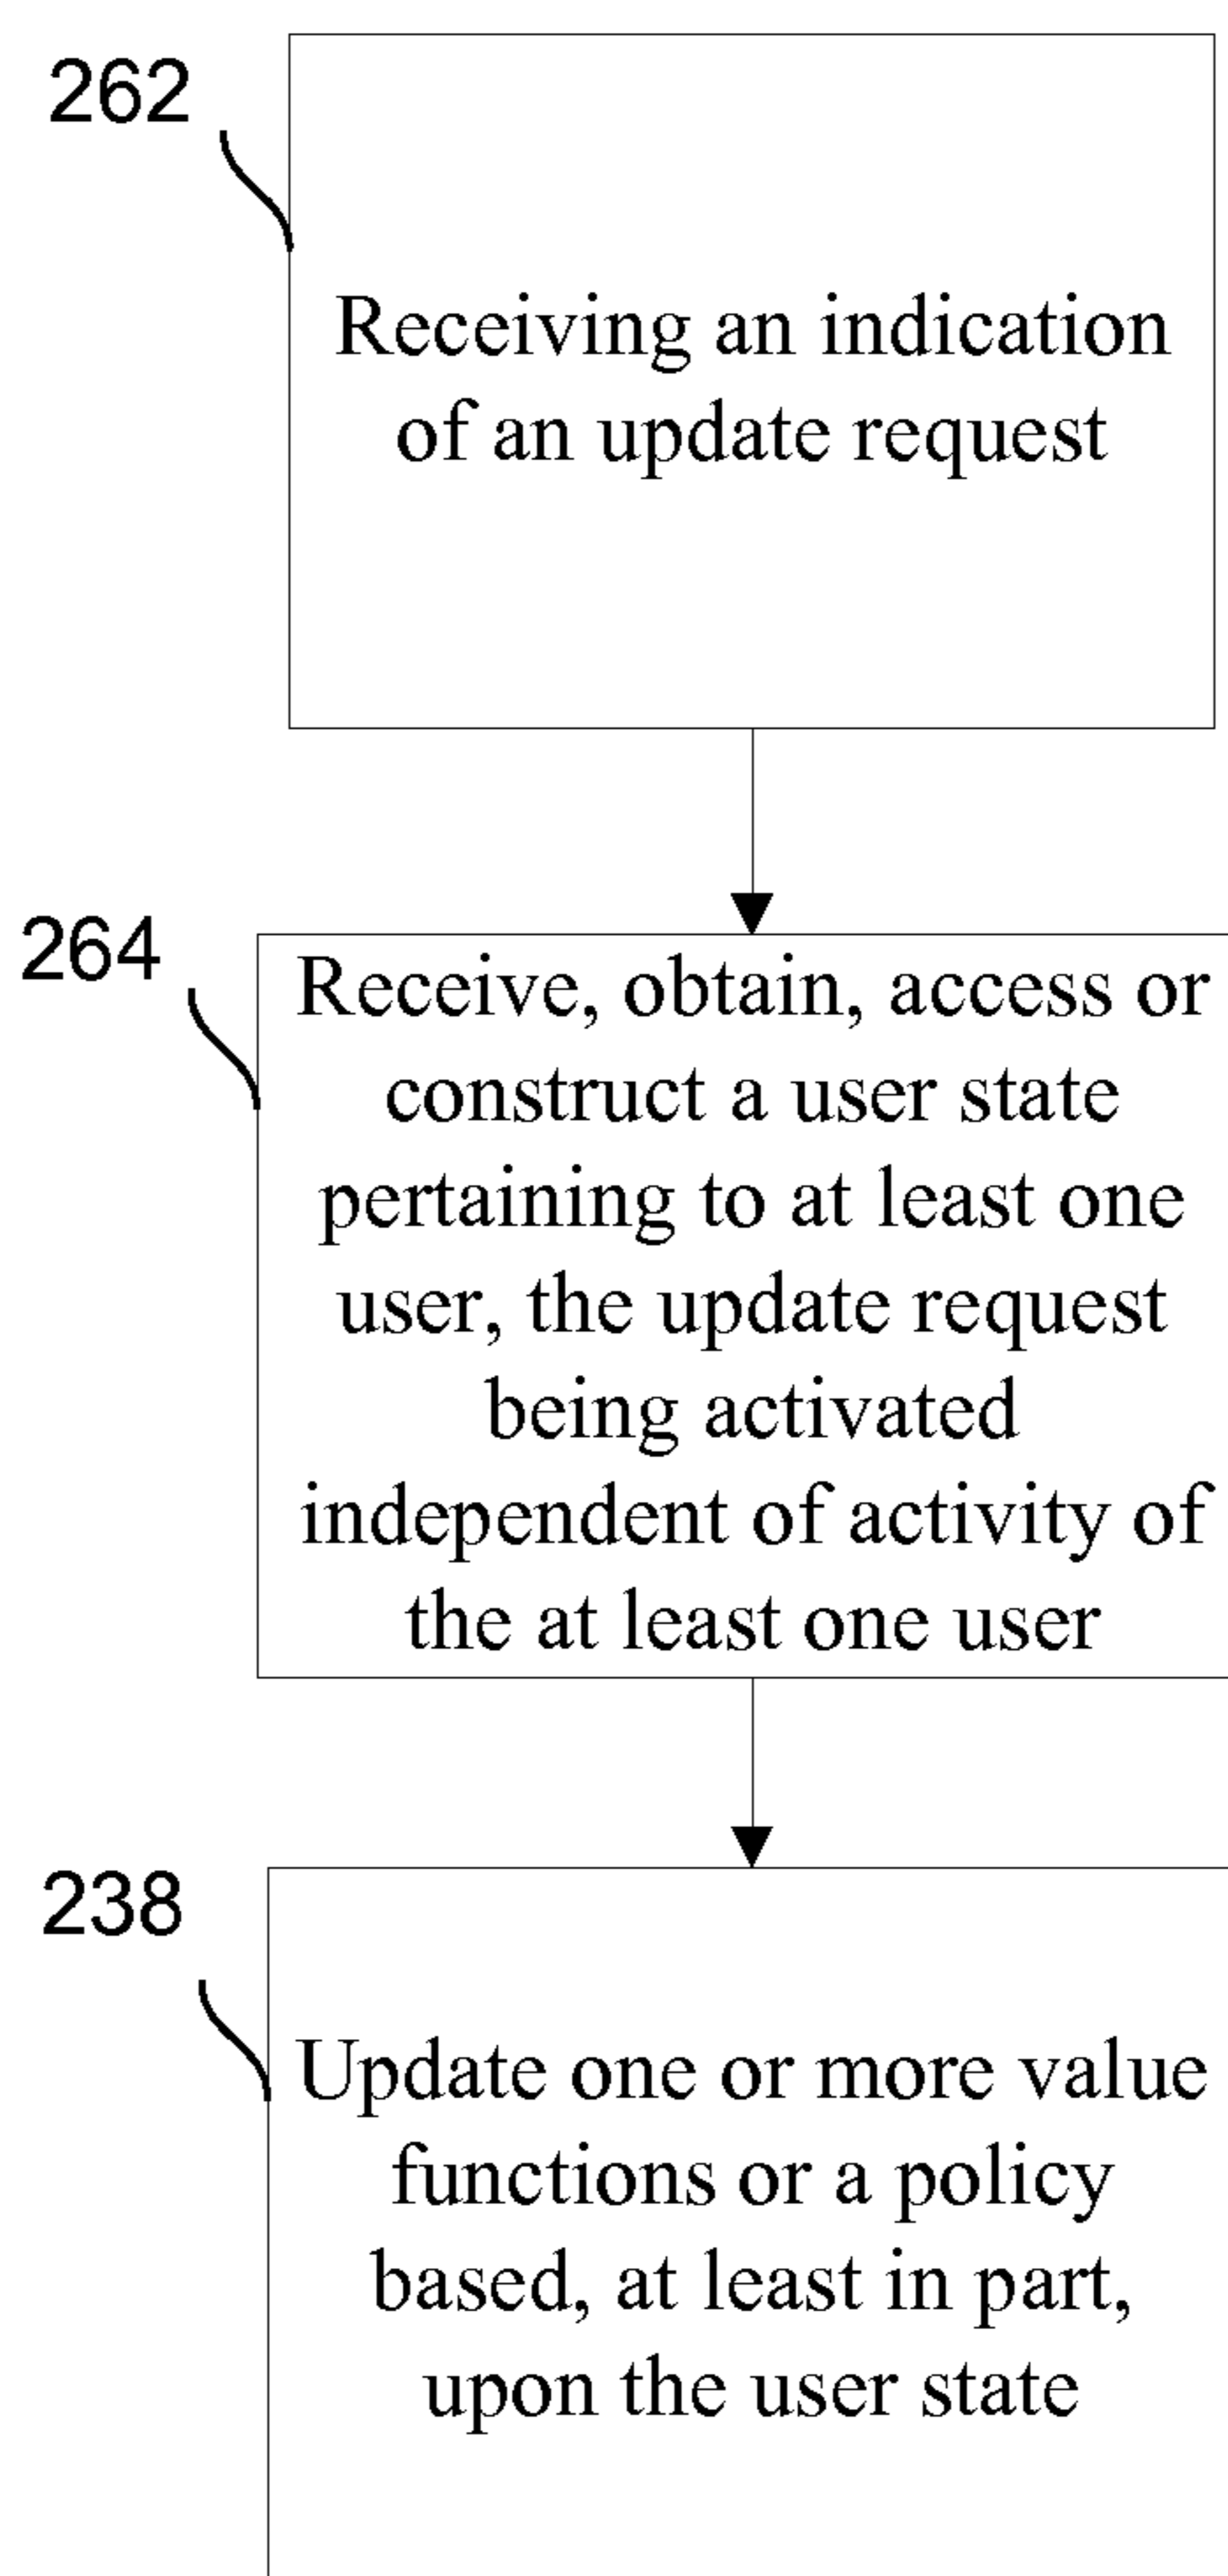 262
Receiving an indication
of an update request
264
Receive, obtain, access or
construct a user state
pertaining to at least one
user, the update request
being activated
independent of activity of
the at least one user
238
Update one or more value
functions or a policy
based, at least in part,
upon the user state